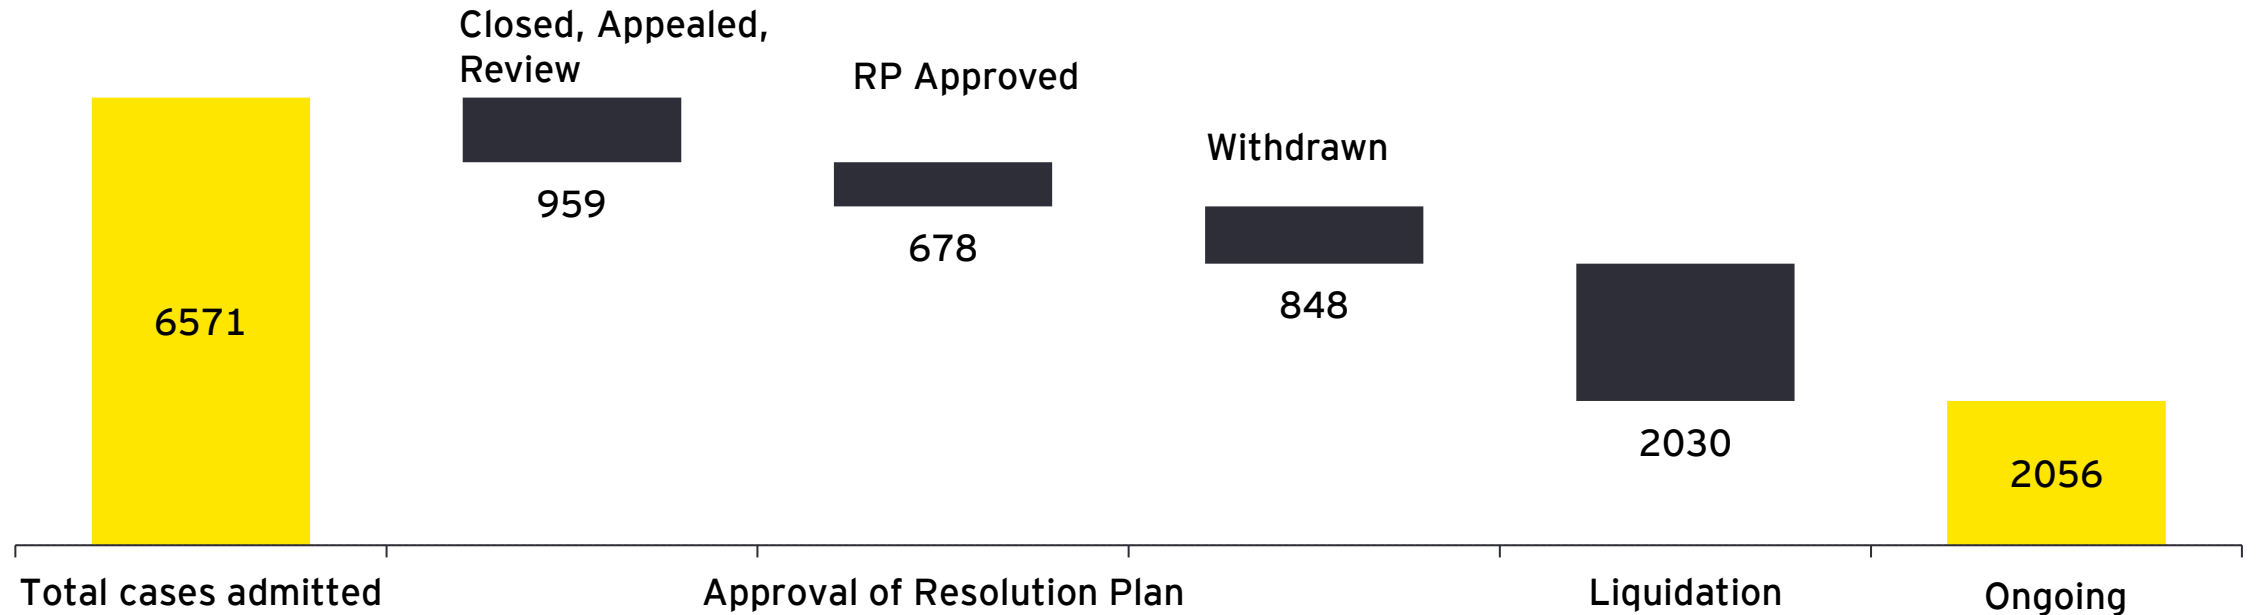 Closed, Appealed,
Review
RP Approved
Withdrawn
959
678
848
6571
2030
2056
Total cases admitted
Approval of Resolution Plan
Liquidation
Ongoing